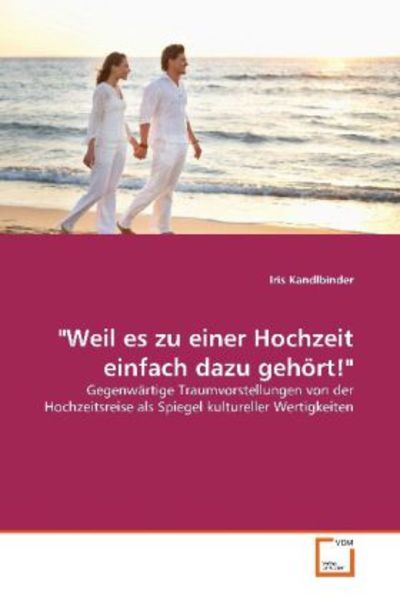 Iris Kandlbinder
"Weil es zu einer Hochzeit
einfach dazu gehört!"
Gegenwärtige Traumvorstellungen von der
Hochzeitsreise als Spiegel kultureller Wertigkeiten
VDM